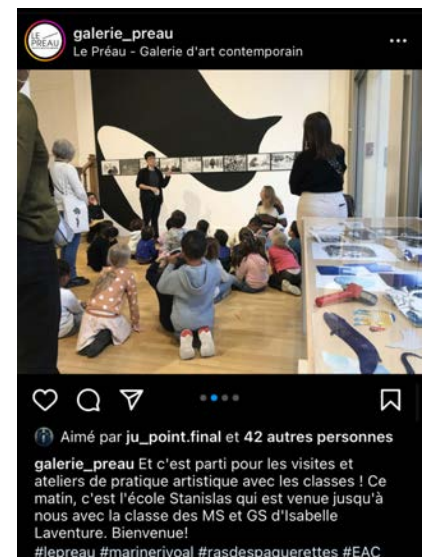 LE
PRÉAU
galerie_preau
Le Préau - Galerie d'art contemporain
Aimé par ju_point.final et 42 autres personnes
galerie_preau Et c'est parti pour les visites et
ateliers de pratique artistique avec les classes ! Ce
matin, c'est l'école Stanislas qui est venue jusqu'à
nous avec la classe des MS et GS d'Isabelle
Laventure. Bienvenue!
#lepreau #marinerivoal #rasdespaquerettes #EAC